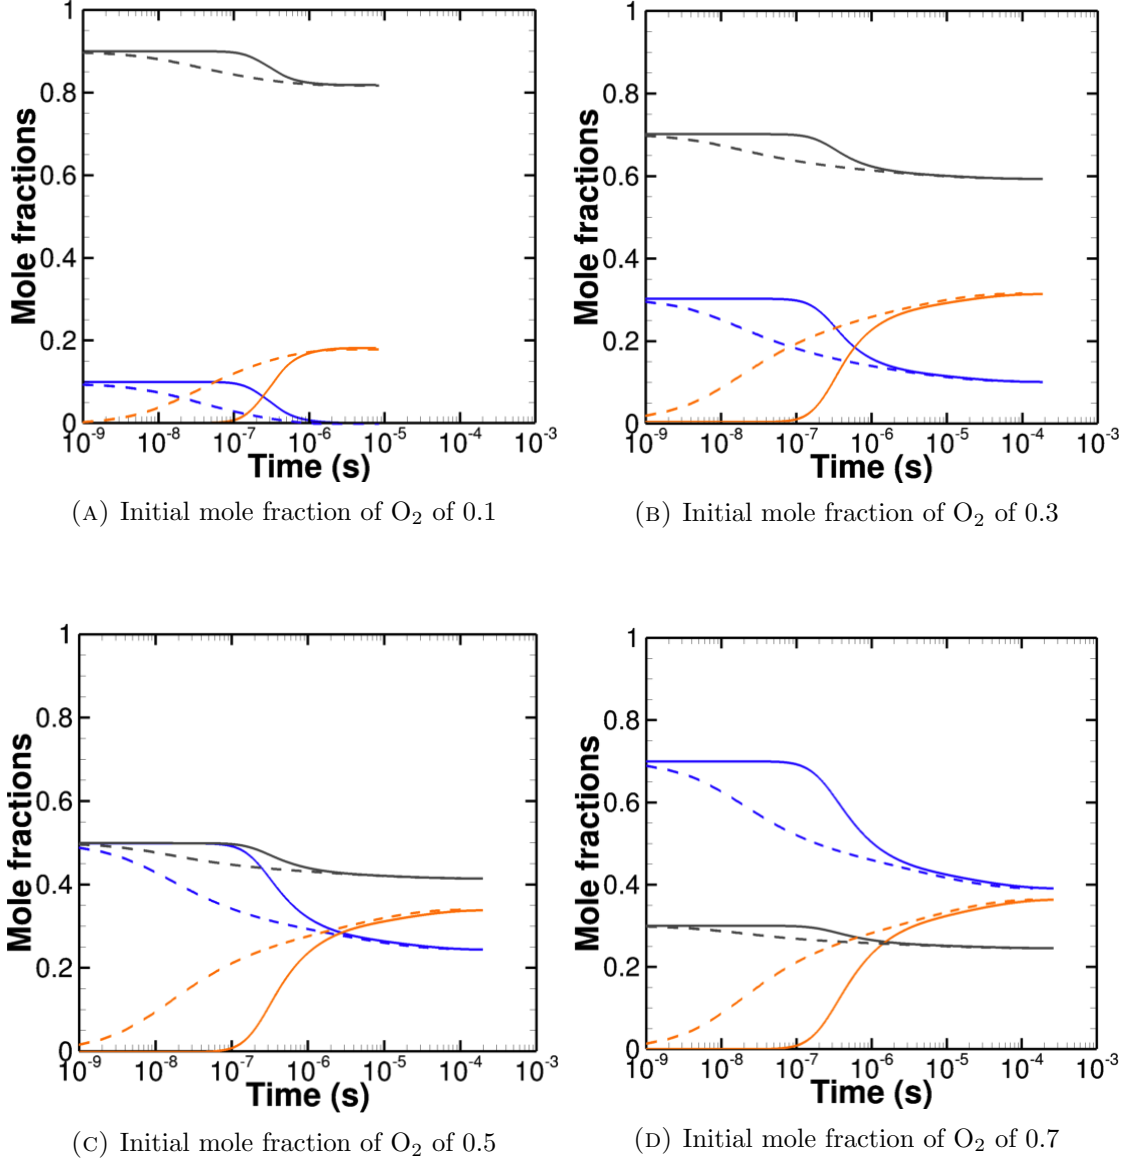 1
0.8
0.6
0.4
0.2
0
Mole fractions
10-9 10-8 10-7 10-6 10-5 10-4 10-3
Time (s)
(A) Initial mole fraction of O2 of 0.1
1
0.8
0.6
0.4
0.2
0
Mole fractions
10-9 10-8 10-7 10-6 10-5 10-4 10-3
Time (s)
(B) Initial mole fraction of O2 of 0.3
1
0.8
0.6
0.4
0.2
0
Mole fractions
10-9 10-8 10-7 10-6 10-5 10-4 10-3
Time (s)
(C) Initial mole fraction of O2 of 0.5
1
0.8
0.6
0.4
0.2
0
Mole fractions
10-9 10-8 10-7 10-6 10-5 10-4 10-3
Time (s)
(D) Initial mole fraction of O2 of 0.7